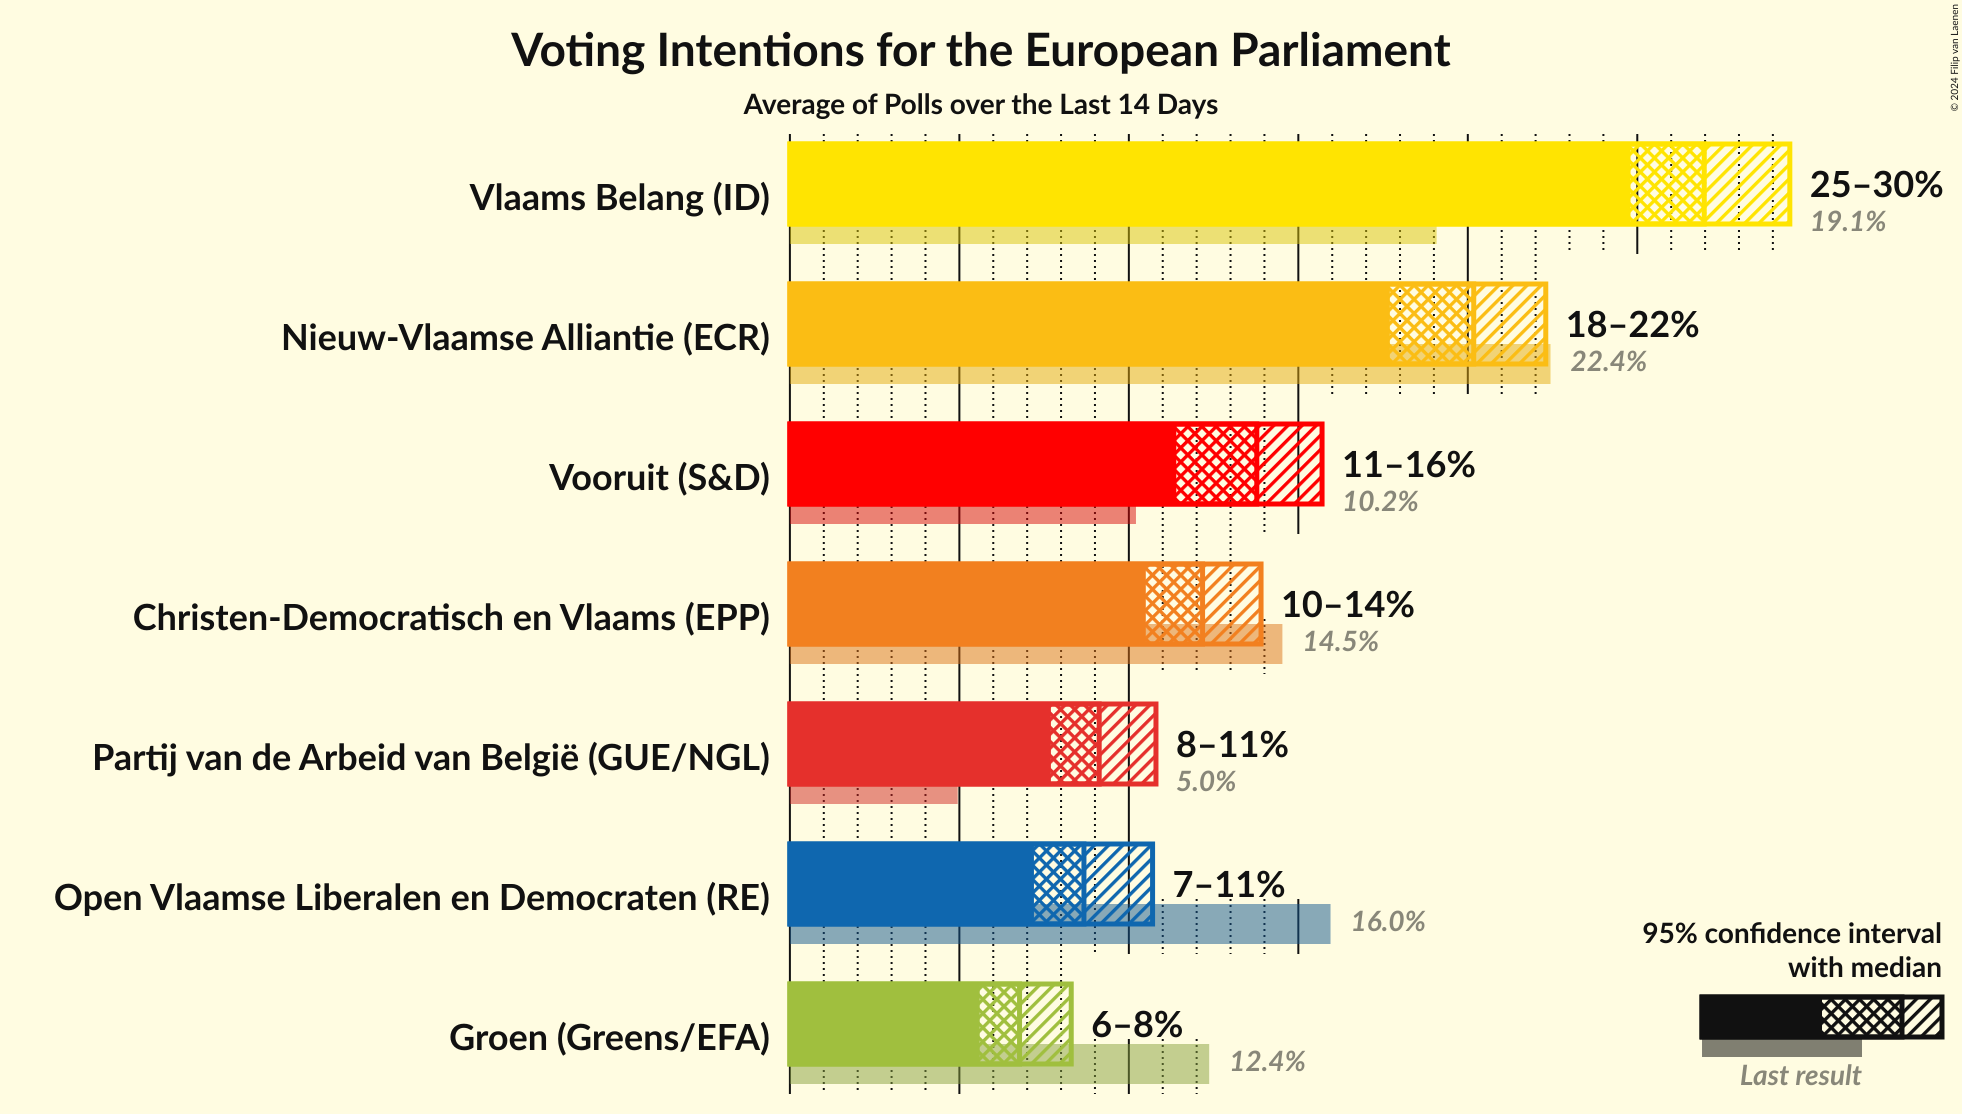 Voting Intentions for the European Parliament
Average of Polls over the Last 14 Days
© 2024 Filip van Laenen
Vlaams Belang (ID)
25–30%
19.1%
Nieuw-Vlaamse Alliantie (ECR)
18–22%
22.4%
Vooruit (S&D)
11–16%
10.2%
Christen-Democratisch en Vlaams (EPP)
10–14%
14.5%
Partij van de Arbeid van België (GUE/NGL)
8–11%
5.0%
Open Vlaamse Liberalen en Democraten (RE)
7–11%
16.0%
Groen (Greens/EFA)
6–8%
12.4%
95% confidence interval
with median
Last result